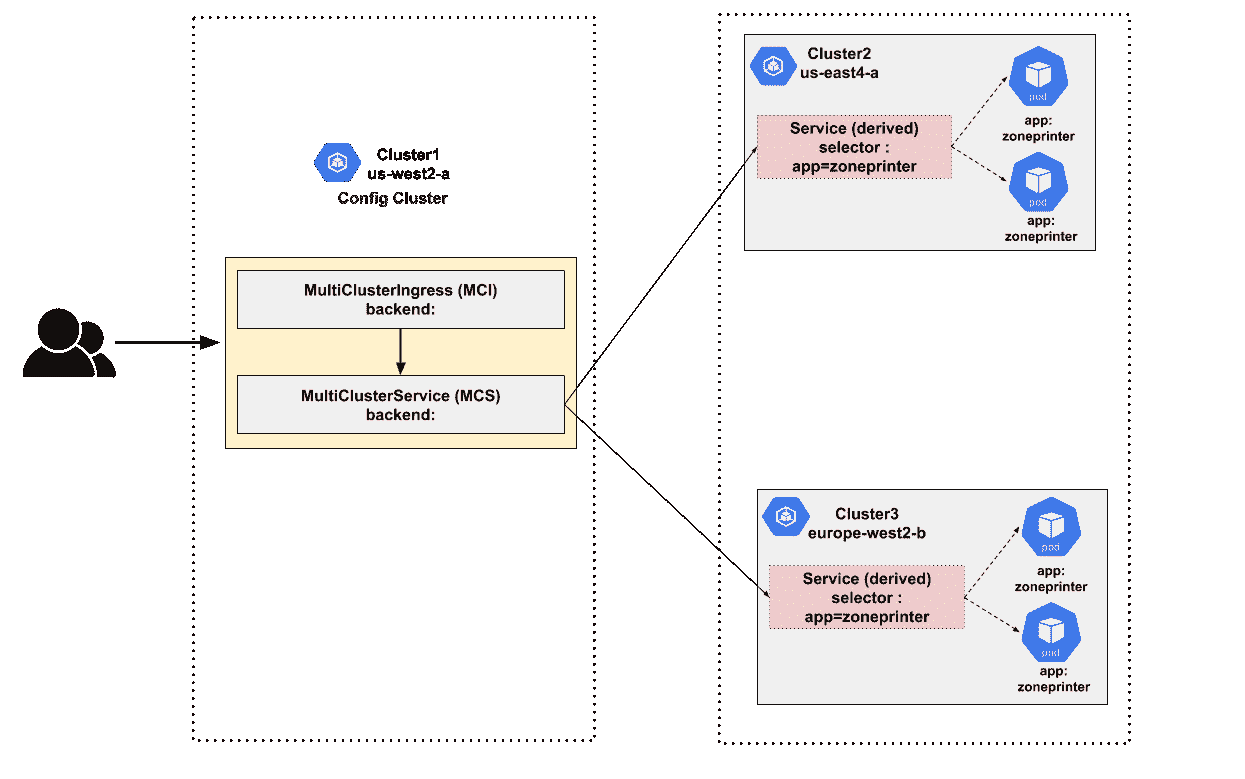 Cluster1
us-west2-a
Config Cluster
MultiClusterIngress (MCI)
backend:
MultiClusterService (MCS)
backend:
Cluster2
us-east4-a
Service (derived)
selector :
app=zoneprinter
pod
app:
zoneprinter
pod
app:
zoneprinter
Cluster3
europe-west2-b
Service (derived)
selector :
app=zoneprinter
pod
app:
zoneprinter
pod
app:
zoneprinter